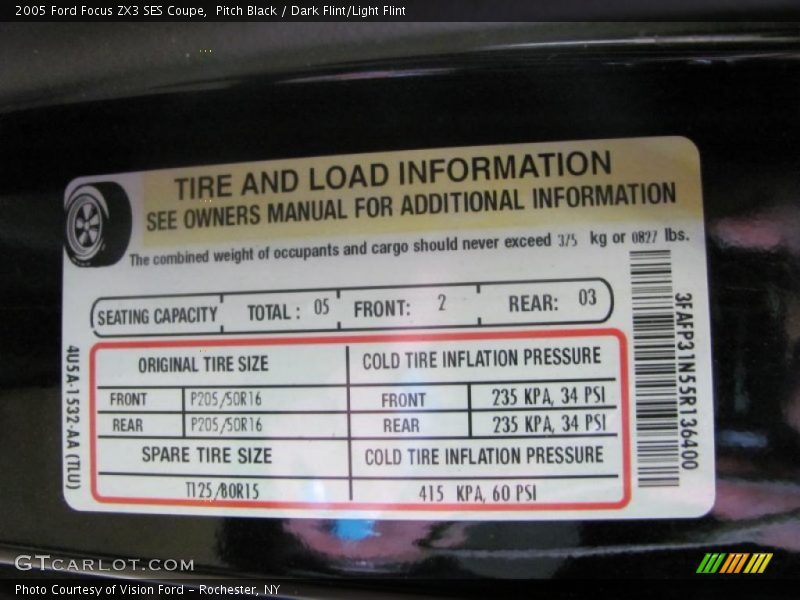 2005 Ford Focus ZX3 SES Coupe, Pitch Black / Dark Flint/Light Flint
TIRE AND LOAD INFORMATION
SEE OWNERS MANUAL FOR ADDITIONAL INFORMATION
The combined weight of occupants and cargo should never exceed 375 kg or 0827 lbs.
SEATING CAPACITY TOTAL : 05 FRONT: 2 REAR: 03
ORIGINAL TIRE SIZE COLD TIRE INFLATION PRESSURE
FRONT P205/50R16 FRONT 235 KPA, 34 PSI
REAR P205/50R16 REAR 235 KPA, 34 PSI
SPARE TIRE SIZE COLD TIRE INFLATION PRESSURE
T125/80R15 415 KPA, 60 PSI
4U5A-1532-AA (TLU)
3FAFP31N55R136400
GTCARLOT.COM
Photo Courtesy of Vision Ford - Rochester, NY